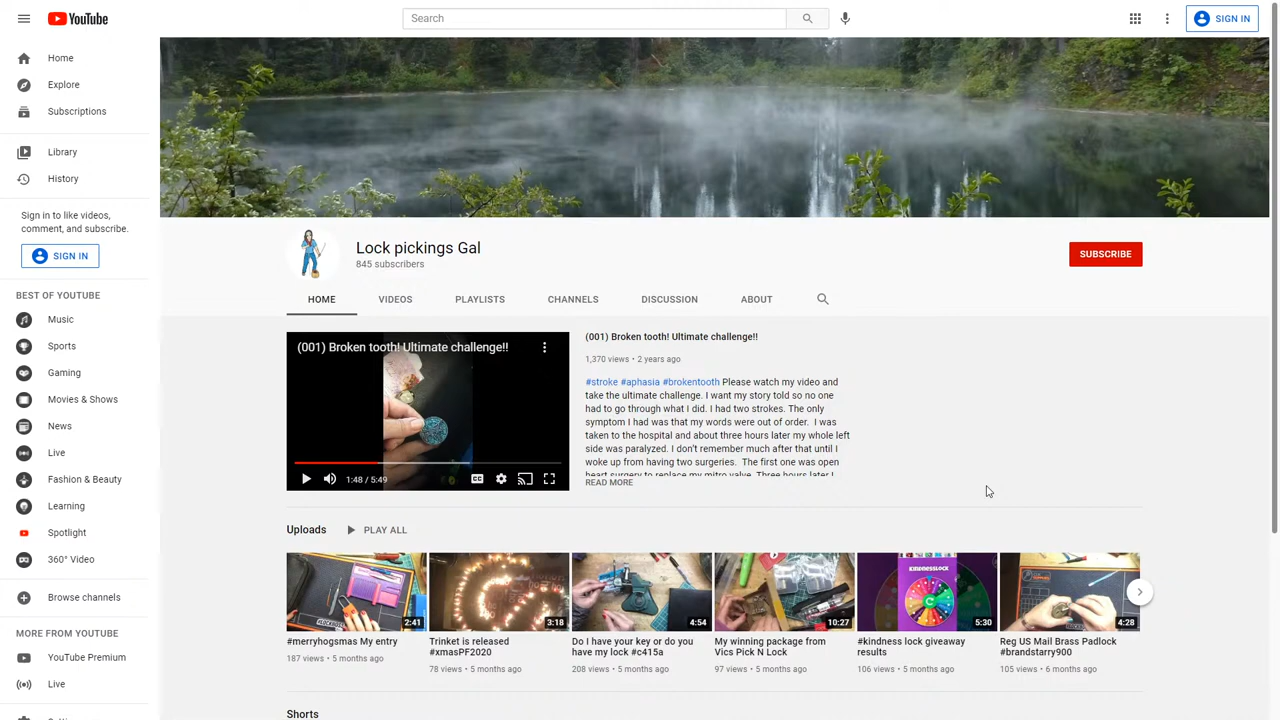 YouTube
Search
SIGN IN
Home
Explore
Subscriptions
Library
History
Sign in to like videos,
comment, and subscribe.
SIGN IN
BEST OF YOUTUBE
Music
Sports
Gaming
Movies & Shows
News
Live
Fashion & Beauty
Learning
Spotlight
360° Video
Browse channels
MORE FROM YOUTUBE
YouTube Premium
Live
Lock pickings Gal
845 subscribers
SUBSCRIBE
HOME
VIDEOS
PLAYLISTS
CHANNELS
DISCUSSION
ABOUT
(001) Broken tooth! Ultimate challenge!!
1:48 / 5:49
(001) Broken tooth! Ultimate challenge!!
1,370 views • 2 years ago
#stroke #aphasia #brokentooth Please watch my video and
take the ultimate challenge. I want my story told so no one
had to go through what I did. I had two strokes. The only
symptom I had was that my words were out of order. I was
taken to the hospital and about three hours later my whole left
side was paralyzed. I don't remember much after that until I
woke up from having two surgeries. The first one was open
heart surgery to replace my mitro valve. Three hours later I
READ MORE
Uploads
PLAY ALL
2:41
#merryhogsmas My entry
187 views • 5 months ago
3:18
Trinket is released
#xmasPF2020
78 views • 5 months ago
4:54
Do I have your key or do you
have my lock #c415a
208 views • 5 months ago
10:27
My winning package from
Vics Pick N Lock
97 views • 5 months ago
KINDNESSLOCK
5:30
#kindness lock giveaway
results
106 views • 5 months ago
4:28
Reg US Mail Brass Padlock
#brandstarry900
105 views • 6 months ago
Shorts